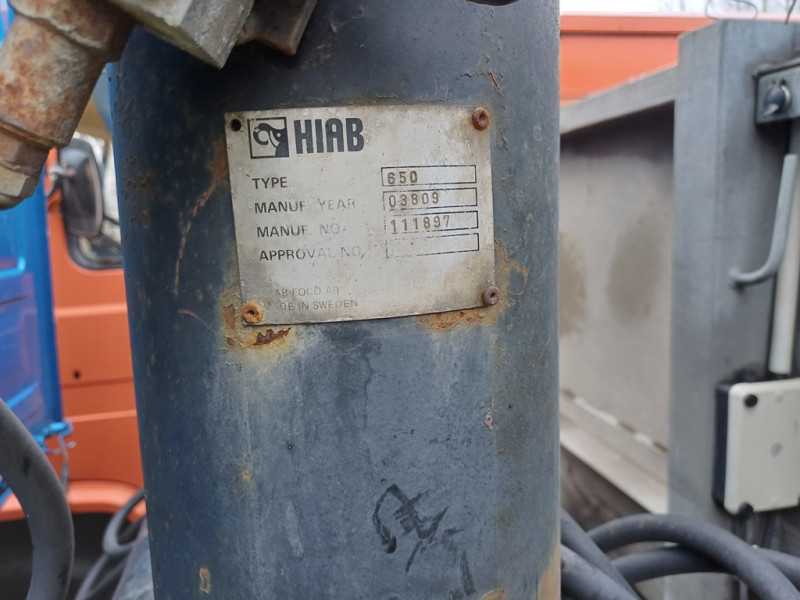 HIAB
TYPE 650
MANUF. YEAR 03809
MANUF. NO. 111897
APPROVAL NO.
AB FOCO AB
DE IN SWEDEN